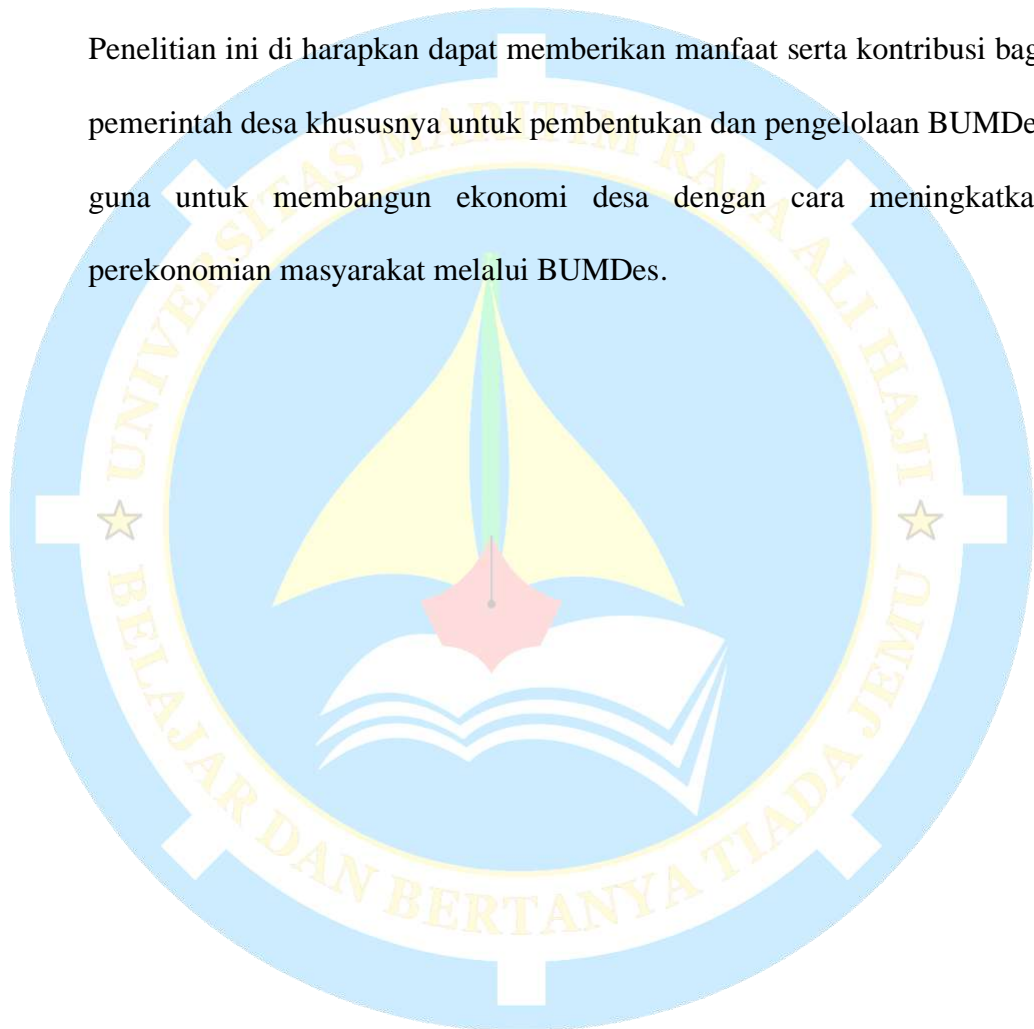 Penelitian ini di harapkan dapat memberikan manfaat serta kontribusi bag
pemerintah desa khususnya untuk pembentukan dan pengelolaan BUMDe
guna untuk membangun ekonomi desa dengan cara meningkatka
perekonomian masyarakat melalui BUMDes.
UNIVERSITAS MARITIM RAJA ALI HAJI
BELAJAR DAN BERTANYA TIADA JEMU